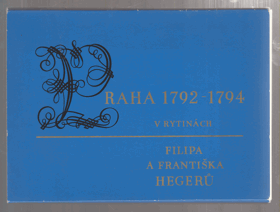 PRAHA 1792-1794
V RYTINÁCH
FILIPA
A FRANTIŠKA
HEGERŮ